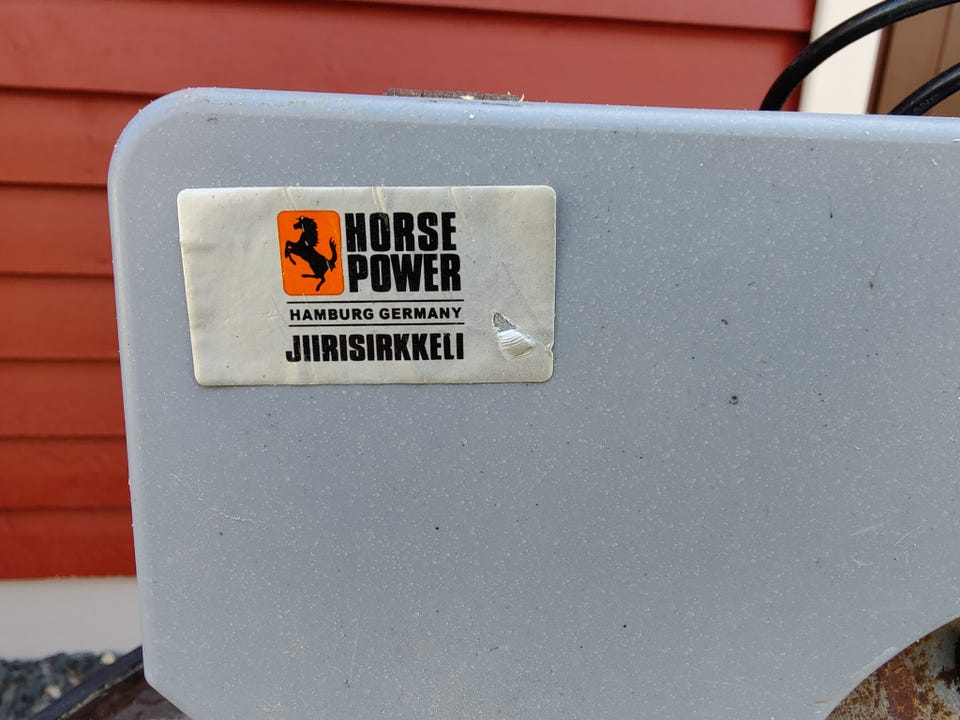 HORSE
POWER
HAMBURG GERMANY
JIIRISIRKKELI